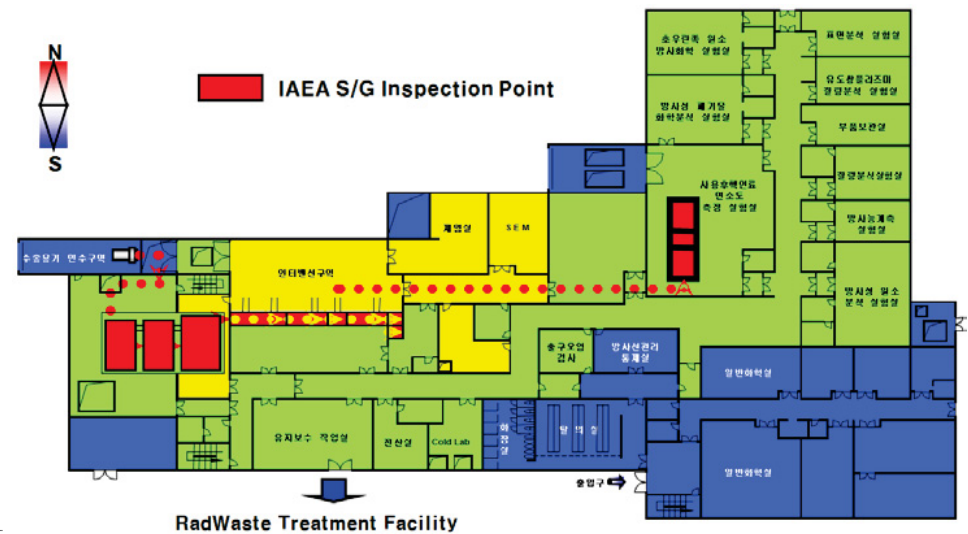 N
S
IAEA S/G Inspection Point
초우란족 원소
방사화학 실험실
표면분석 실험실
유도쌍플라즈마
질량분석 실험실
방사성 폐기물
화학분석 실험실
부품보관실
질량분석실험실
사용후핵연료
연소도
측정 실험실
방사능계측
실험실
방사성 원소
분석 실험실
제염실
SEM
수송용기 인수구역
인터벤션구역
출구오염
검사
방사선관리
통제실
일반화학실
유지보수 작업실
전산실
Cold Lab
화장실
탈의실
일반화학실
출입구
RadWaste Treatment Facility